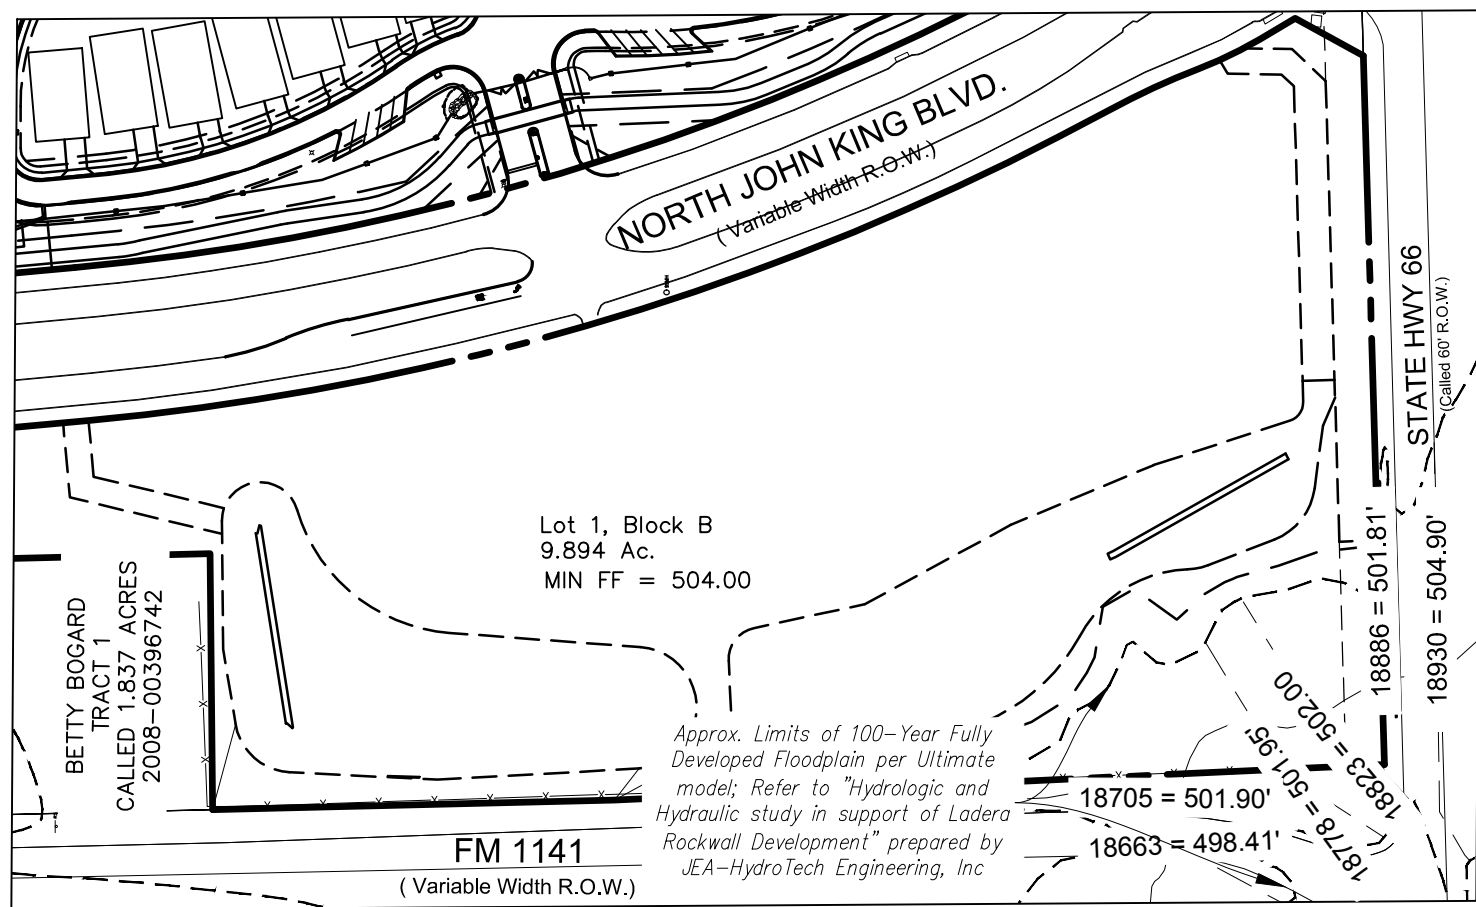 NORTH JOHN KING BLVD.
( Variable Width R.O.W.)
STATE HWY 66
(Called 60' R.O.W.)
Lot 1, Block B
9.894 Ac.
MIN FF = 504.00
BETTY BOGARD
TRACT 1
CALLED 1.837 ACRES
2008-00396742
18886 = 501.81'
18930 = 504.90'
18823 = 502.00
18778 = 501.95'
18705 = 501.90'
18663 = 498.41'
Approx. Limits of 100-Year Fully
Developed Floodplain per Ultimate
model; Refer to "Hydrologic and
Hydraulic study in support of Ladera
Rockwall Development" prepared by
JEA-HydroTech Engineering, Inc
FM 1141
( Variable Width R.O.W.)